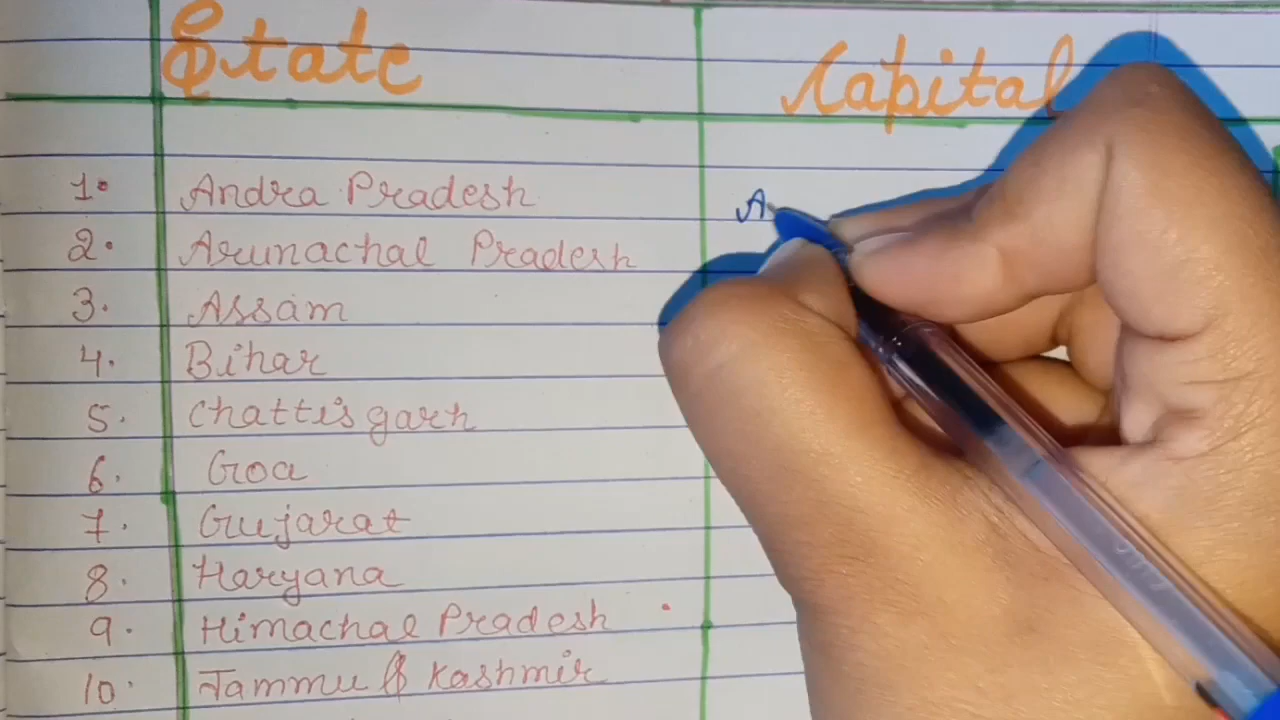 State Capital
1. Andra Pradesh A
2. Arunachal Pradesh
3. Assam
4. Bihar
5. Chattisgarh
6. Goa
7. Gujarat
8. Haryana
9. Himachal Pradesh
10. Jammu & Kashmir